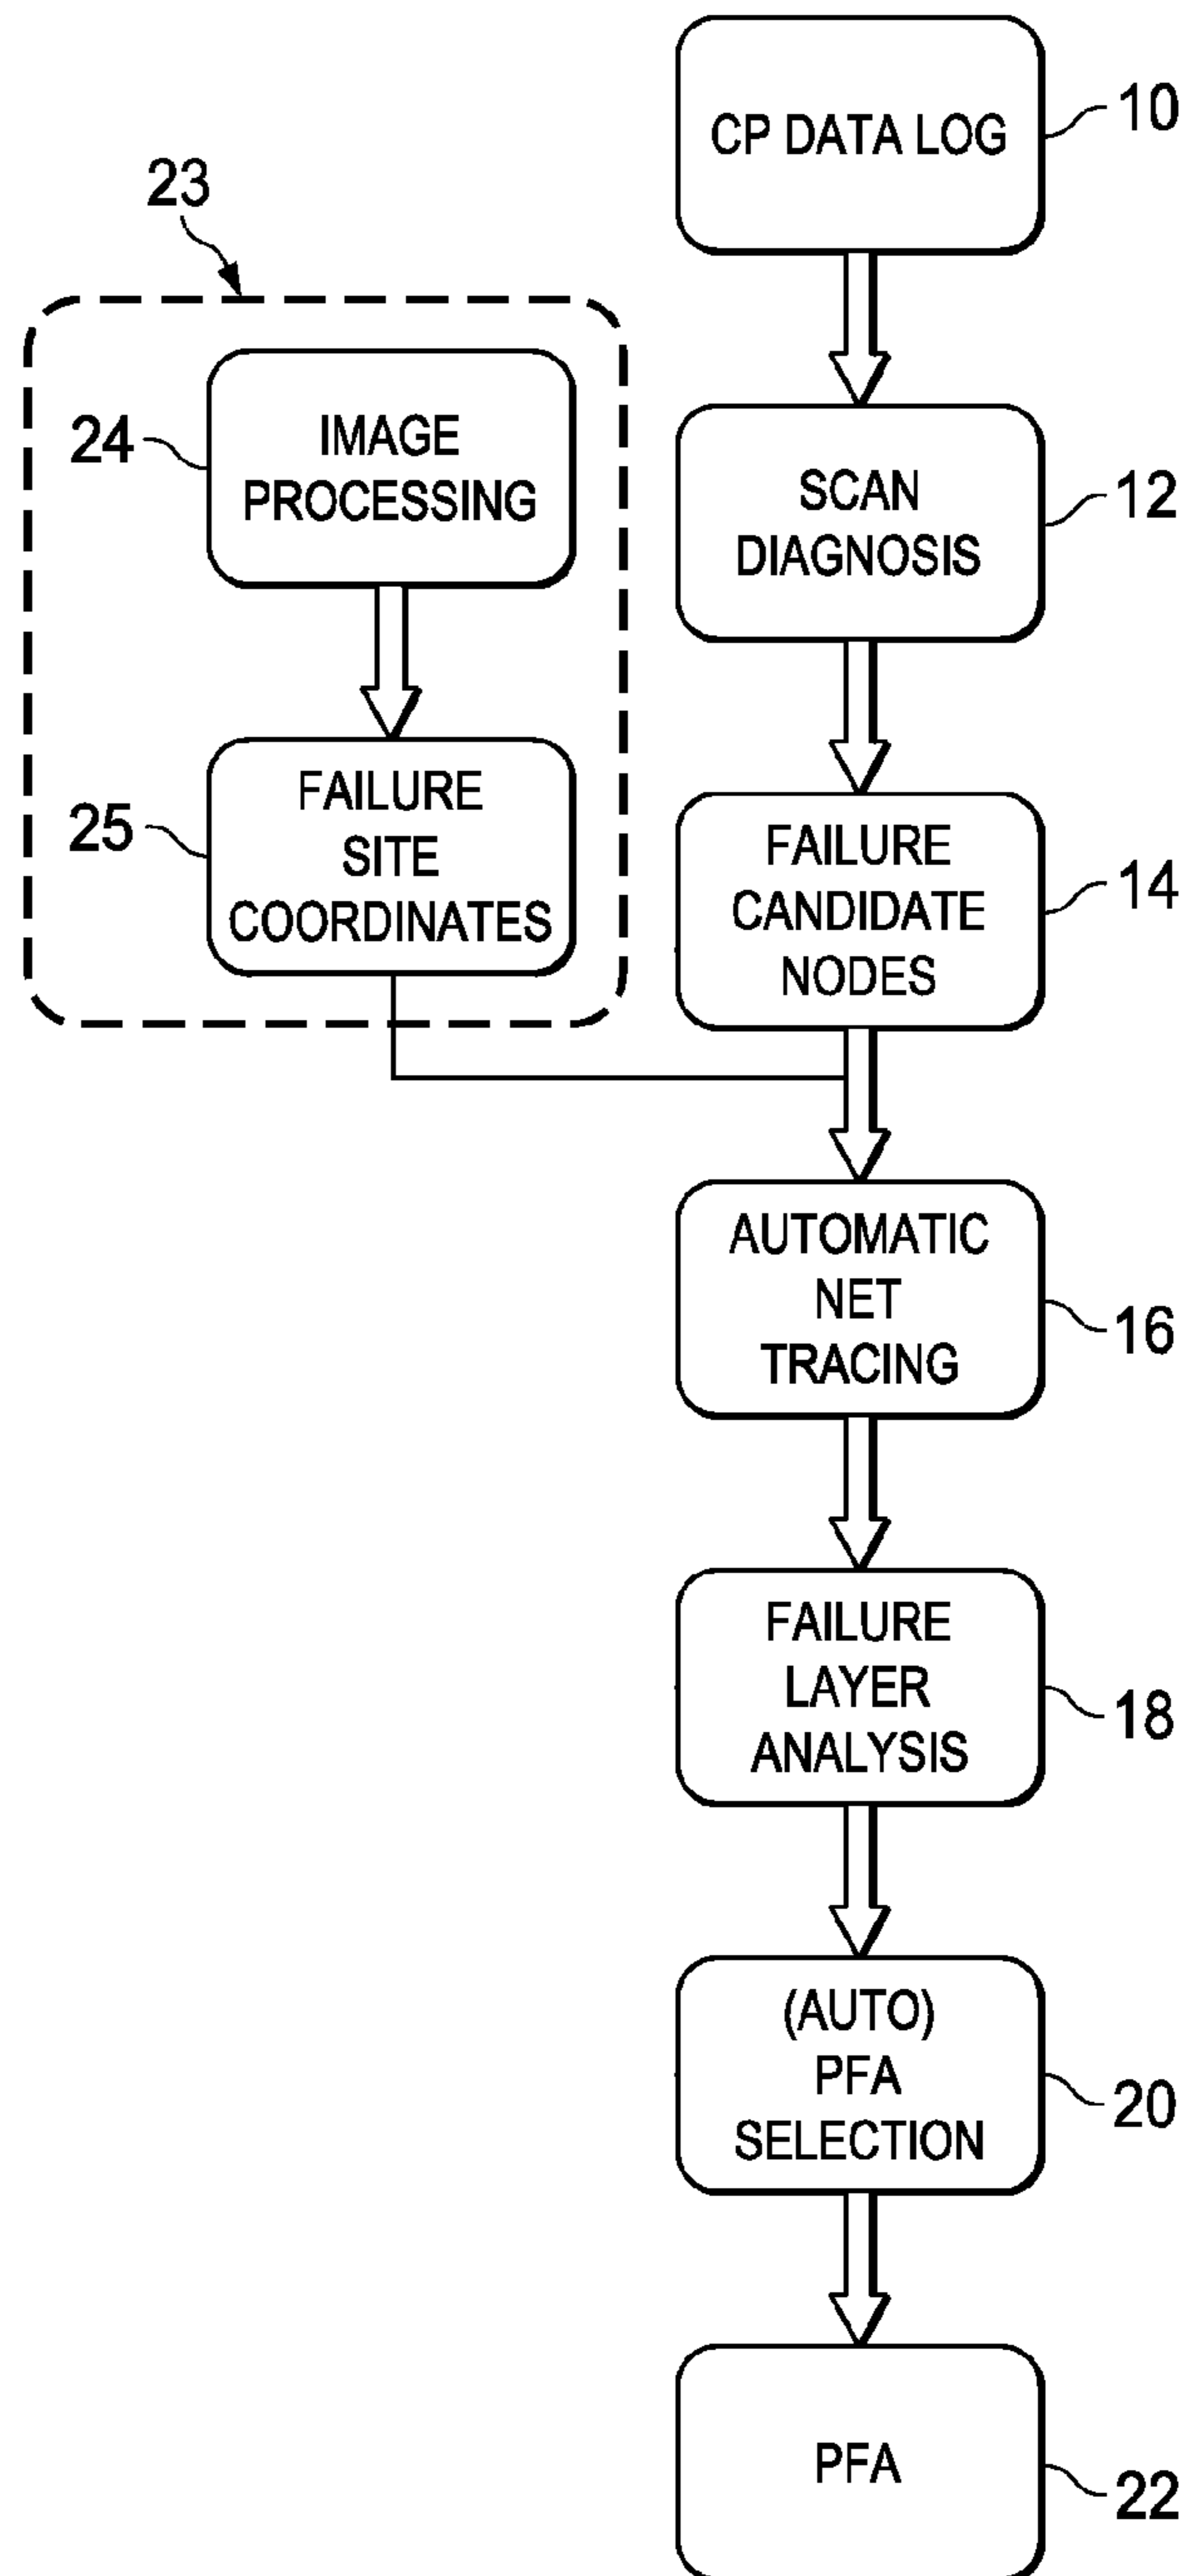 CP DATA LOG
10
23
24
IMAGE
PROCESSING
SCAN
DIAGNOSIS
12
25
FAILURE
SITE
COORDINATES
FAILURE
CANDIDATE
NODES
14
AUTOMATIC
NET
TRACING
16
FAILURE
LAYER
ANALYSIS
18
(AUTO)
PFA
SELECTION
20
PFA
22